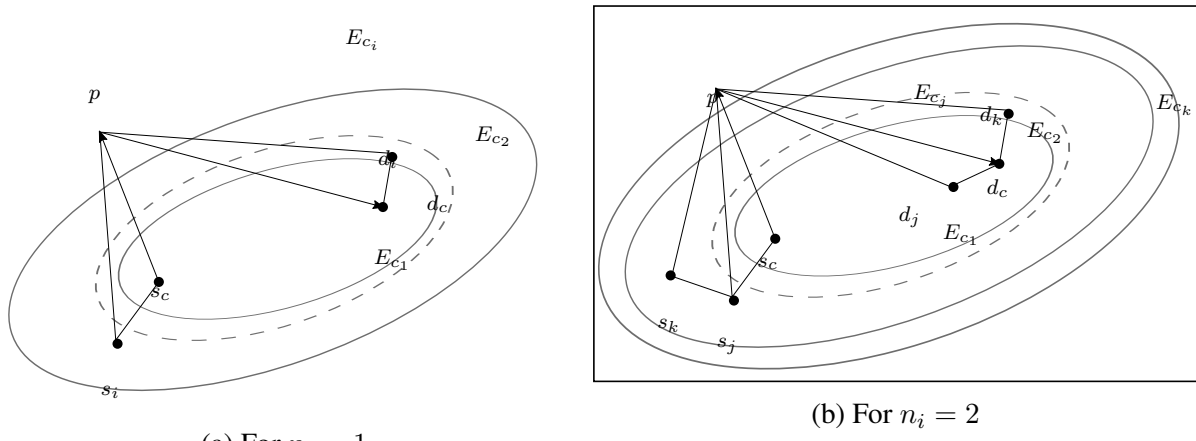 E_{c_i}
p
E_{c_2}
d_i
d_c
E_{c_1}
s_c
s_i
p
E_{c_j}
E_{c_k}
d_k
E_{c_2}
d_c
d_j
E_{c_1}
s_c
s_k
s_j
(b) For n_i = 2